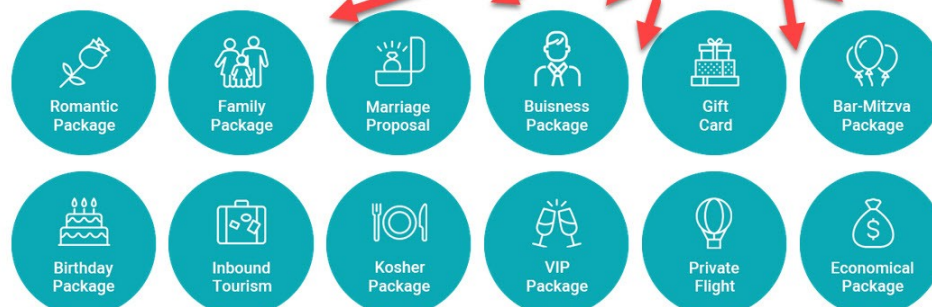 Romantic
Package
Family
Package
Marriage
Proposal
Buisness
Package
Gift
Card
Bar-Mitzva
Package
Birthday
Package
Inbound
Tourism
Kosher
Package
VIP
Package
Private
Flight
Economical
Package